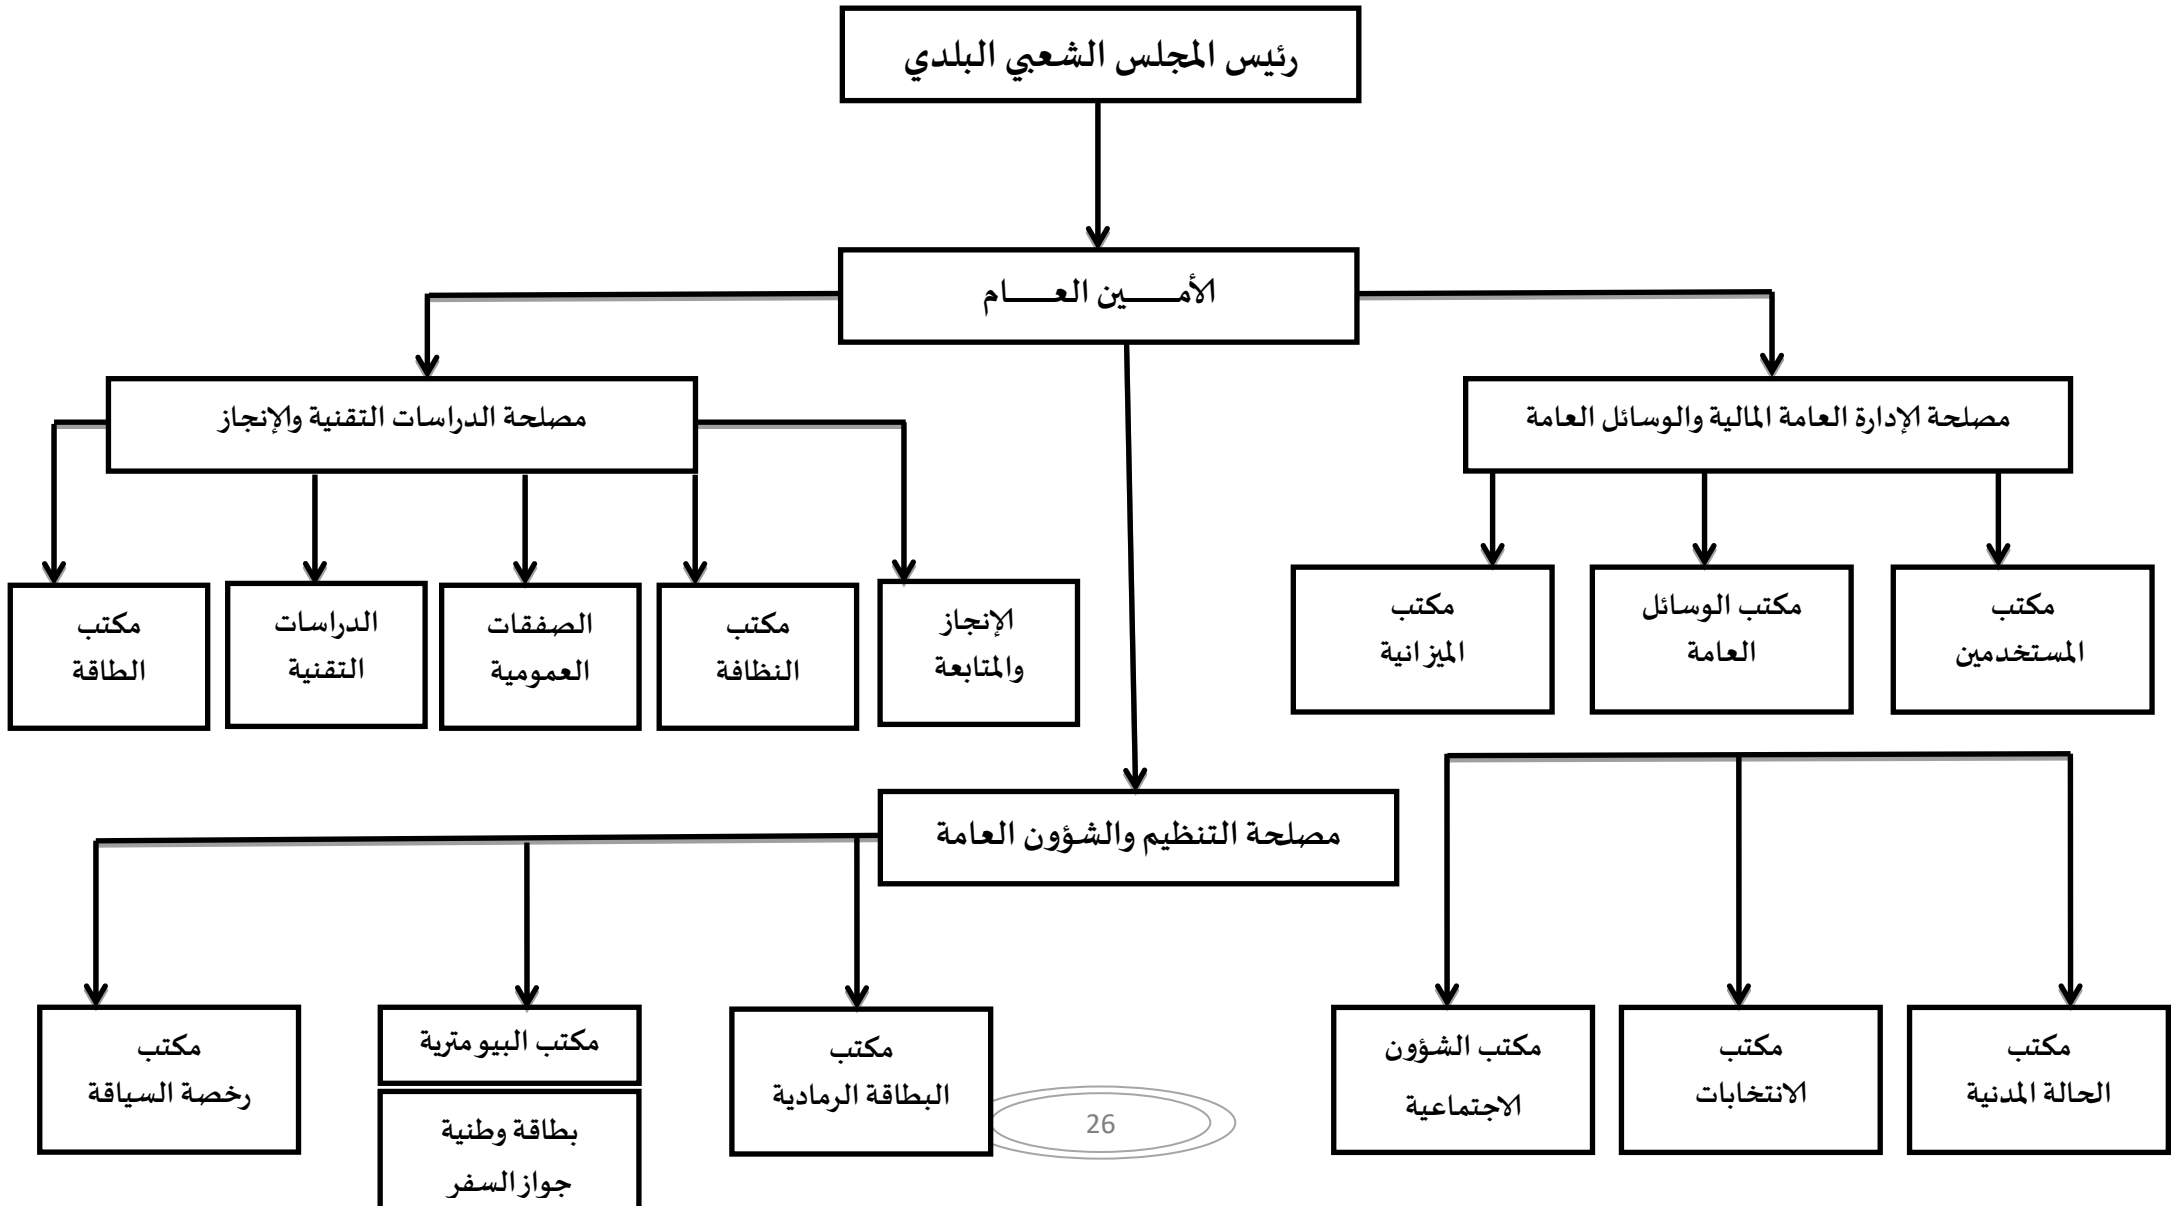 رئيس المجلس الشعبي البلدي
الأمــــين العــــام
مصلحة الإدارة العامة المالية والوسائل العامة
مصلحة الدراسات التقنية والإنجاز
مكتب
المستخدمين
مكتب الوسائل
العامة
مكتب
الميزانية
الإنجاز
والمتابعة
مكتب
النظافة
الصفقات
العمومية
الدراسات
التقنية
مكتب
الطاقة
مصلحة التنظيم والشؤون العامة
مكتب
الحالة المدنية
مكتب
الانتخابات
مكتب الشؤون
الاجتماعية
مكتب
البطاقة الرمادية
مكتب البيومترية
بطاقة وطنية
جواز السفر
مكتب
رخصة السياقة
26